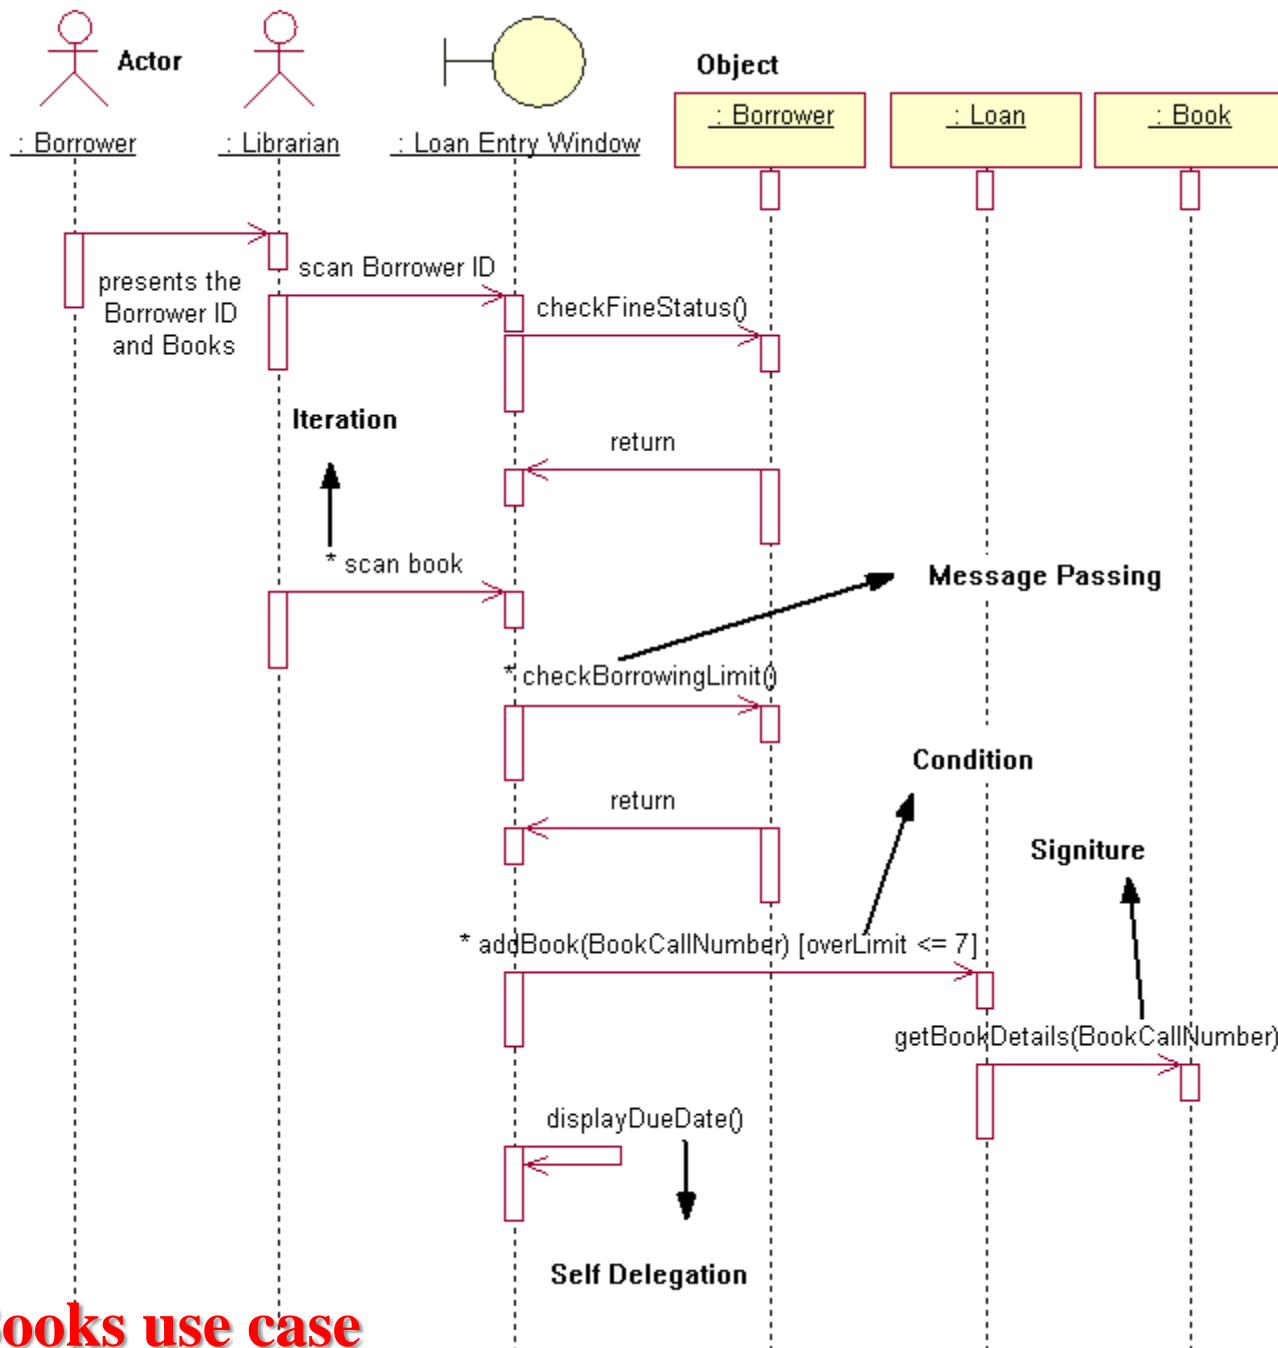 Actor
Object
: Borrower
: Librarian
: Loan Entry Window
: Borrower
: Loan
: Book
presents the
Borrower ID
and Books
scan Borrower ID
checkFineStatus()
Iteration
return
* scan book
Message Passing
* checkBorrowingLimit()
Condition
return
Signiture
* addBook(BookCallNumber) [overLimit <= 7]
getBookDetails(BookCallNumber)
displayDueDate()
Self Delegation
ooks use case